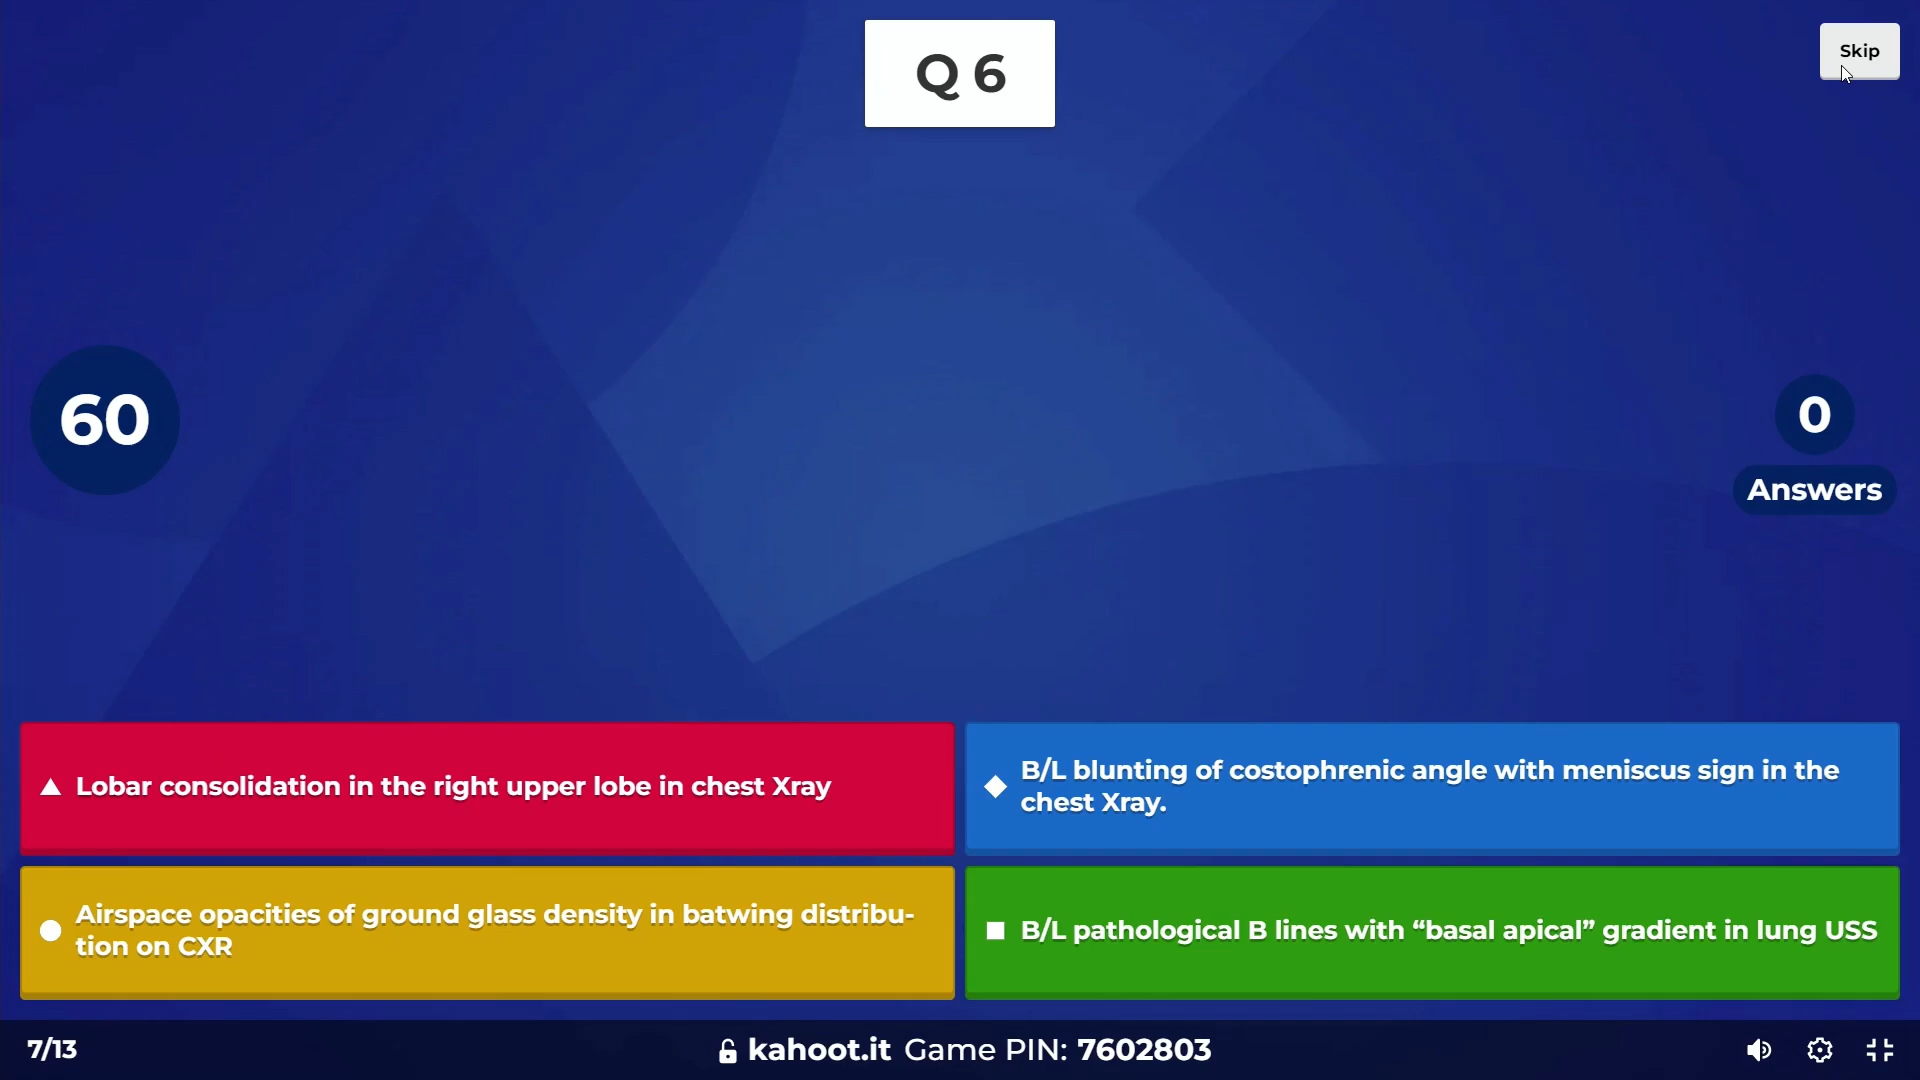 Q 6
Skip
60
0
Answers
Lobar consolidation in the right upper lobe in chest Xray
B/L blunting of costophrenic angle with meniscus sign in the
chest Xray.
Airspace opacities of ground glass density in batwing distribu-
tion on CXR
B/L pathological B lines with “basal apical” gradient in lung USS
7/13
kahoot.it Game PIN: 7602803